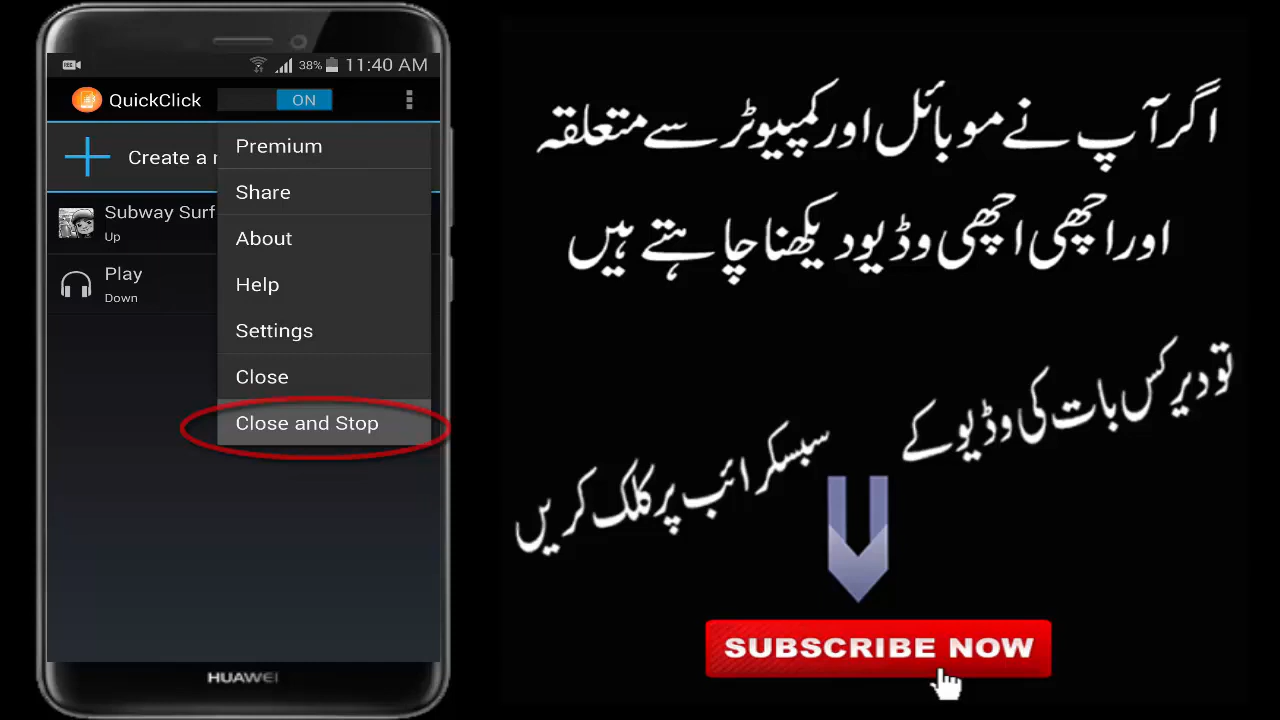 38% 11:40 AM
QuickClick ON
Create a
Premium
Share
About
Help
Settings
Close
Close and Stop
Subway Surf
Up
Play
Down
HUAWEI
اگر آپ نے موبائل اور کمپیوٹر سے متعلقہ
اور اچھی اچھی وڈیو دیکھنا چاہتے ہیں
تو دیر کس بات کی وڈیو کے
سبسکرائب پر کلک کریں
SUBSCRIBE NOW